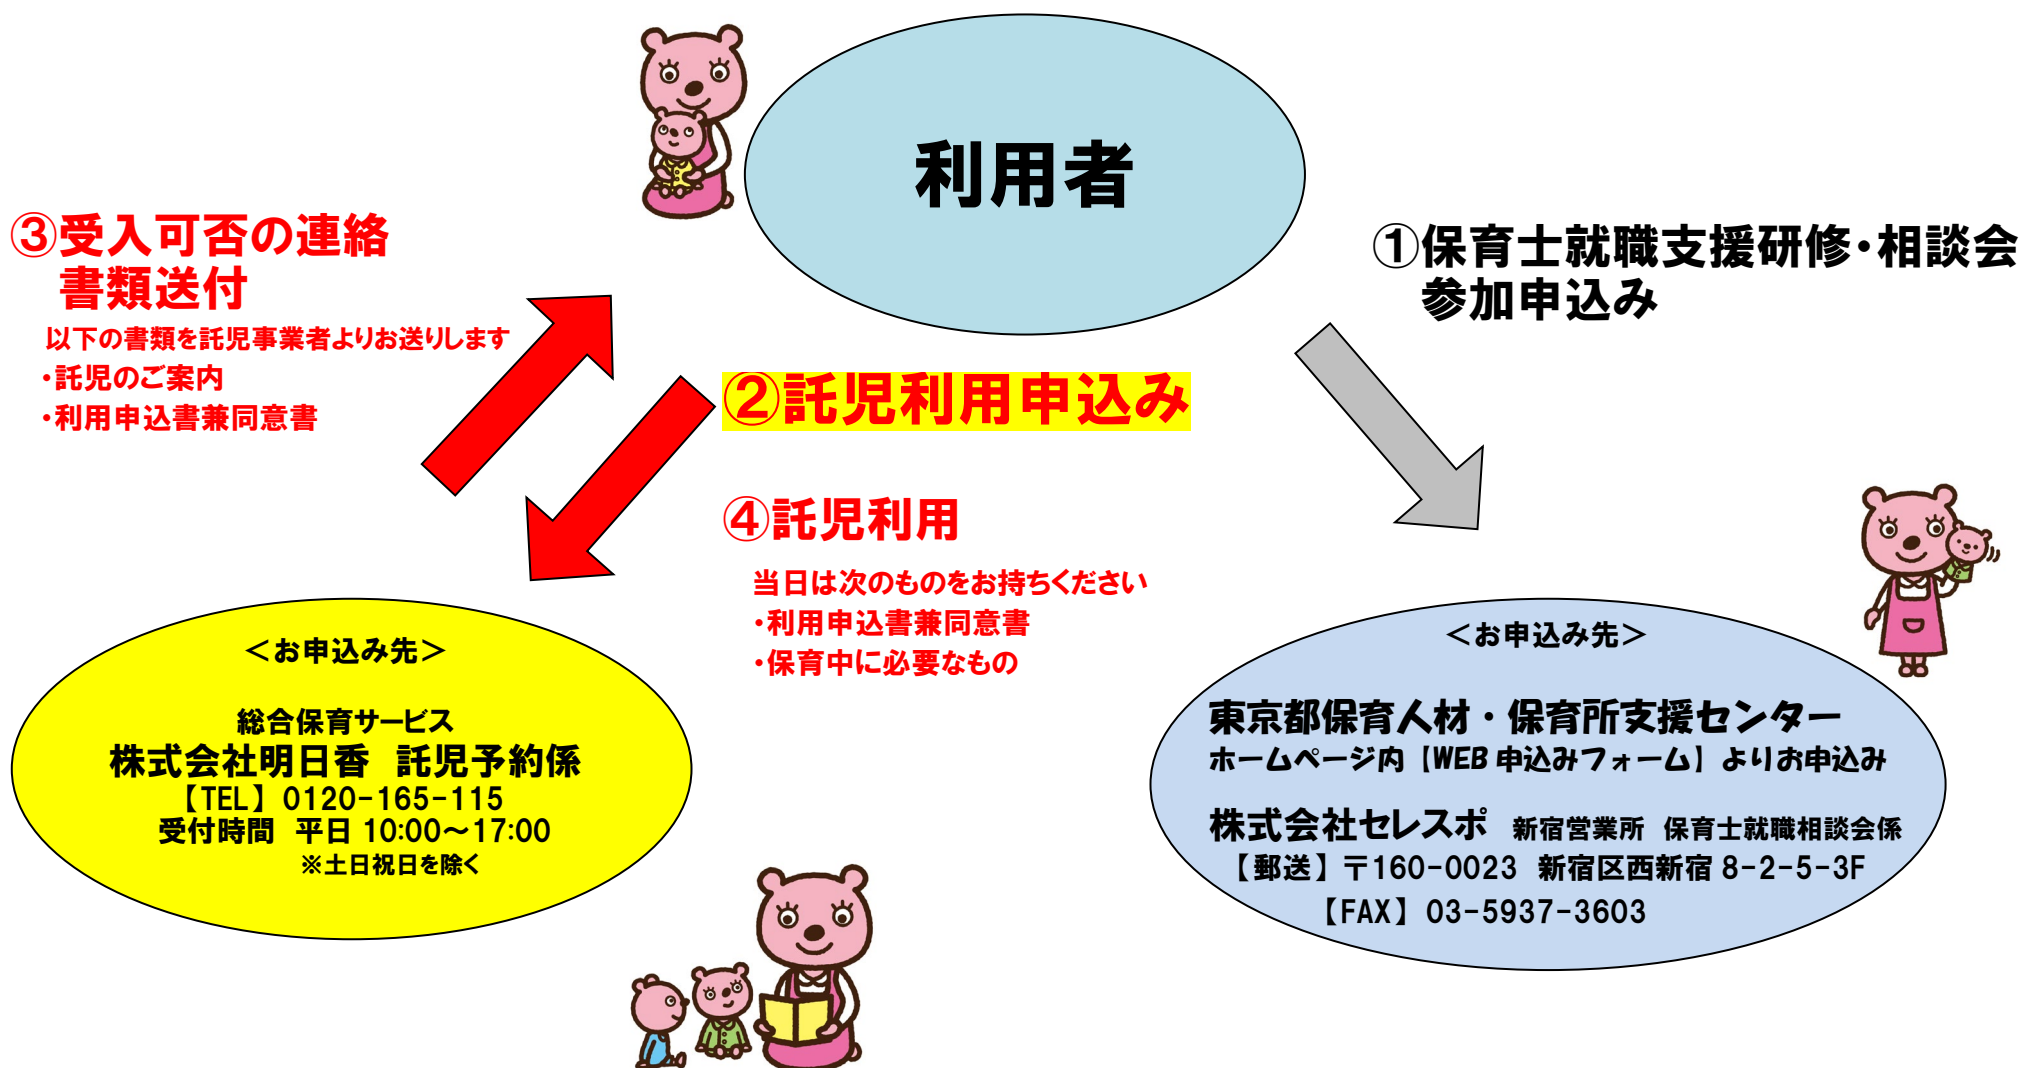 利用者
①保育士就職支援研修・相談会
参加申込み
②託児利用申込み
③受入可否の連絡
書類送付
以下の書類を託児事業者よりお送りします
・託児のご案内
・利用申込書兼同意書
④託児利用
当日は次のものをお持ちください
・利用申込書兼同意書
・保育中に必要なもの
＜お申込み先＞
総合保育サービス
株式会社明日香　託児予約係
【TEL】 0120-165-115
受付時間　平日 10:00～17:00
※土日祝日を除く
＜お申込み先＞
東京都保育人材・保育所支援センター
ホームページ内【WEB 申込みフォーム】よりお申込み
株式会社セレスポ　新宿営業所　保育士就職相談会係
【郵送】〒160-0023　新宿区西新宿 8-2-5-3F
【FAX】 03-5937-3603